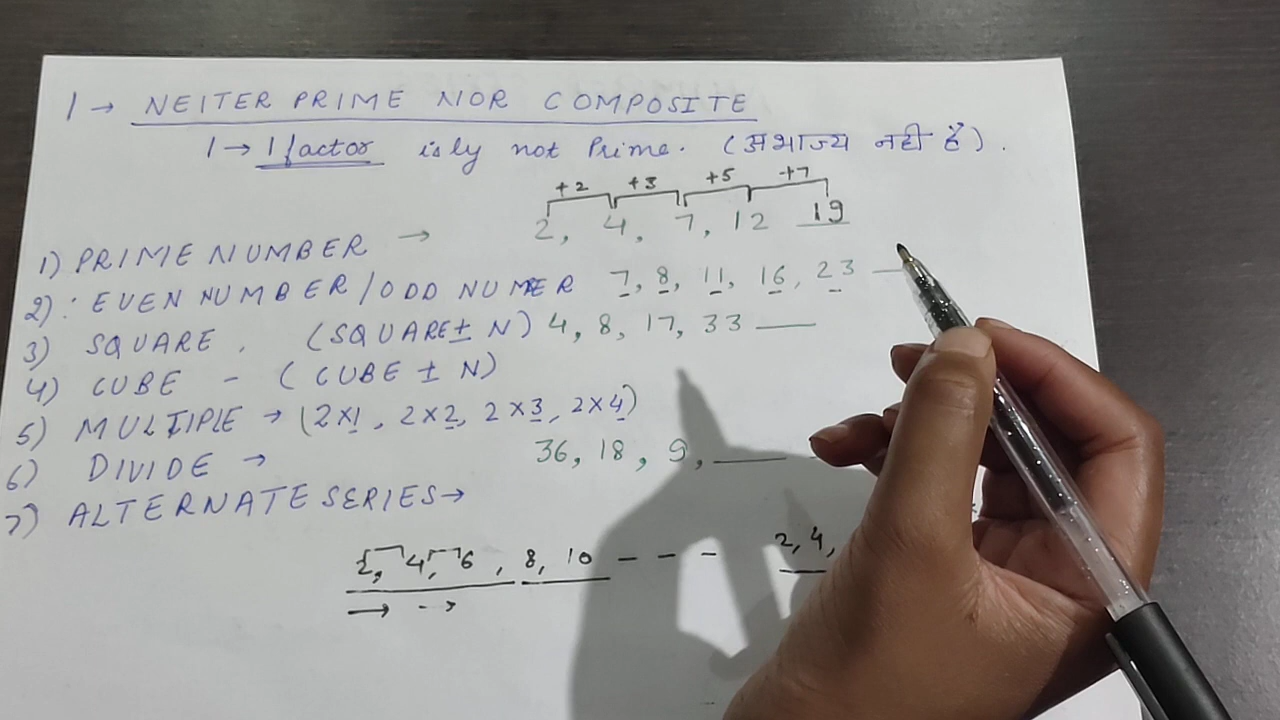 1 → NEITER PRIME NOR COMPOSITE
1 → 1 factor is ly not Prime. (अभाज्य नहीं है).
+2 +3 +5 +7
1) PRIME NUMBER → 2, 4, 7, 12 19
2) : EVEN NUMBER / ODD NUMER 7, 8, 11, 16, 23 —
3) SQUARE . (SQUARE ± N) 4, 8, 17, 33 —
4) CUBE - (CUBE ± N)
5) MULTIPLE → (2×1, 2×2, 2×3, 2×4)
6) DIVIDE → 36, 18, 9, —
7) ALTERNATE SERIES →
2, 4, 6, 8, 10 - - - 2, 4,
→ →